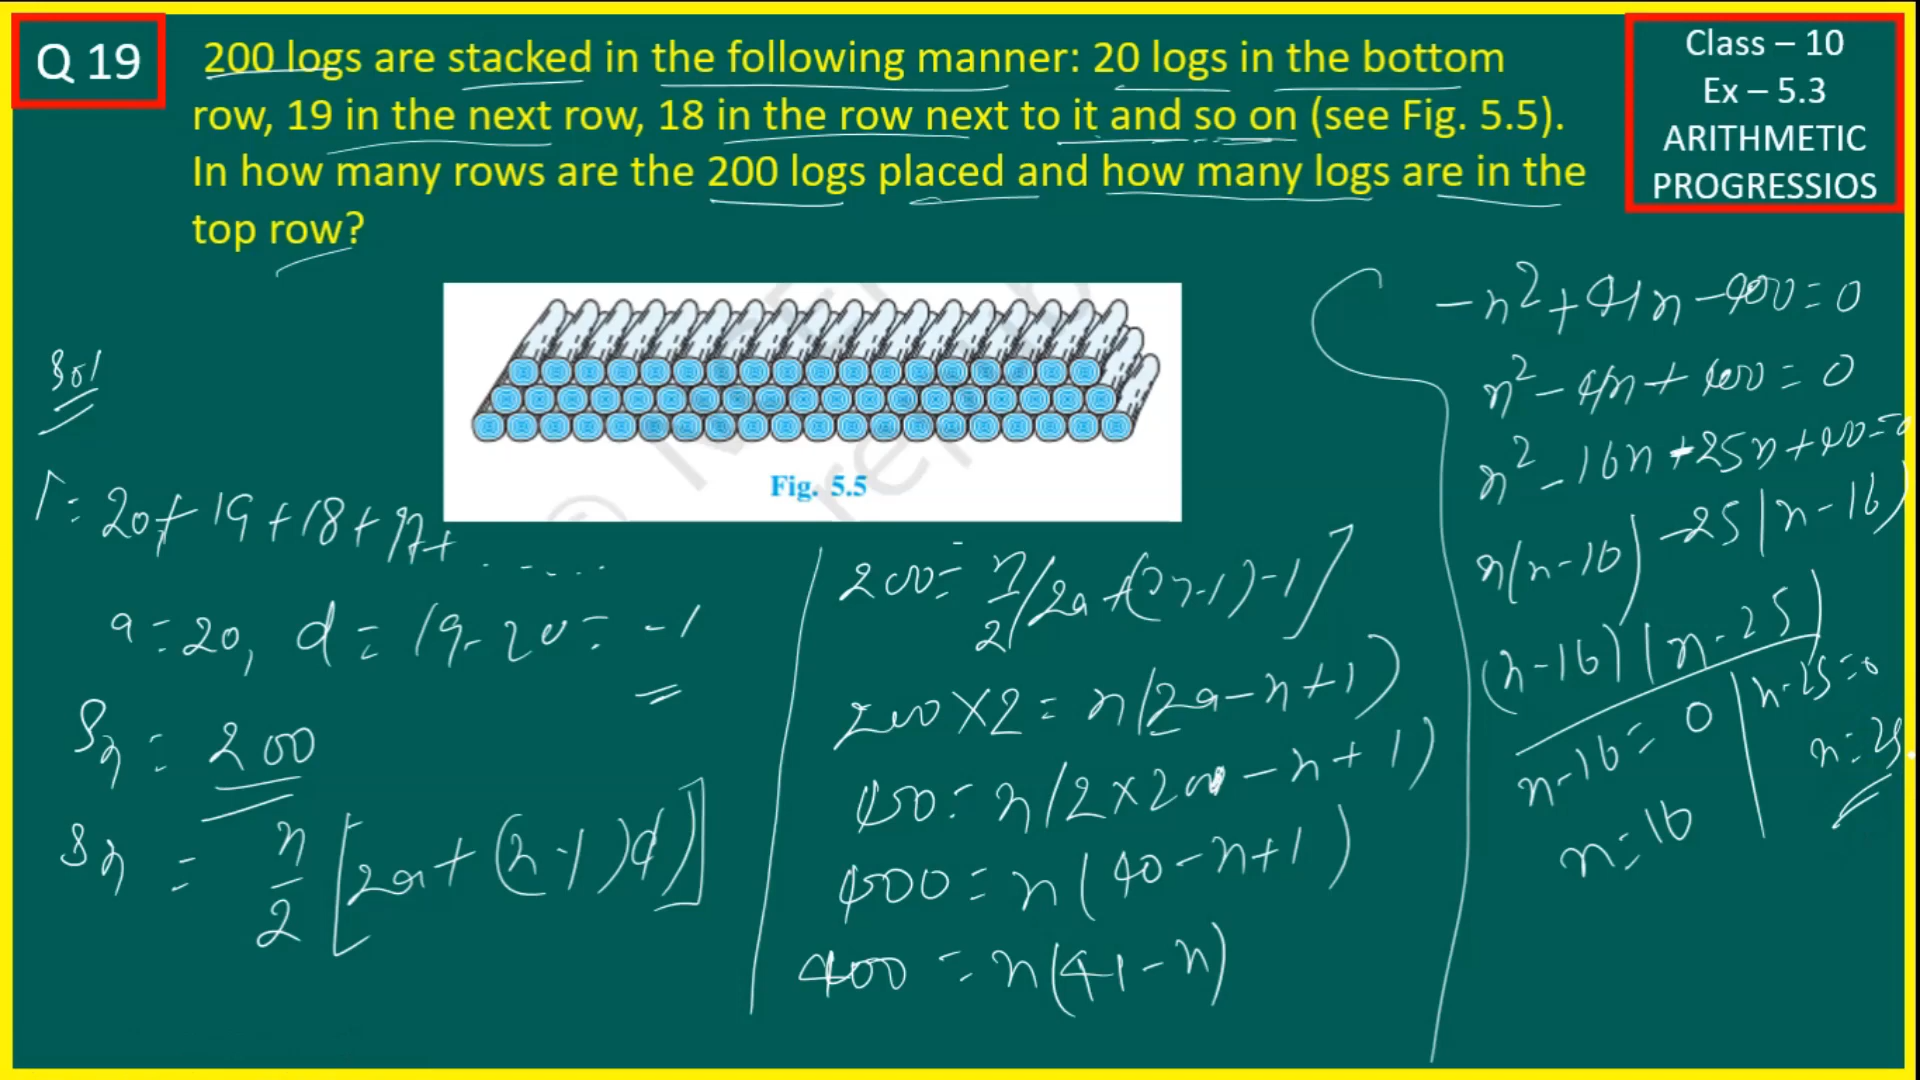 Q 19
200 logs are stacked in the following manner: 20 logs in the bottom
row, 19 in the next row, 18 in the row next to it and so on (see Fig. 5.5).
In how many rows are the 200 logs placed and how many logs are in the
top row?
Class – 10
Ex – 5.3
ARITHMETIC
PROGRESSIOS
Fig. 5.5
Sol
20+ 19+18+17+ ......
a=20, d = 19-20= -1
Sn = 200
Sn = n/2 [2a+(n-1)d]
200= n/2[2a+(n-1)-1]
200×2= n(2a-n+1)
400= n(2×20-n+1)
400= n(40-n+1)
400 = n(41-n)
-n²+41n-400=0
n²-41n+400=0
n²-16n-25n+400=0
n(n-16)-25(n-16)
(n-16)(n-25)
n-16= 0
n=16
n-25=0
n=25